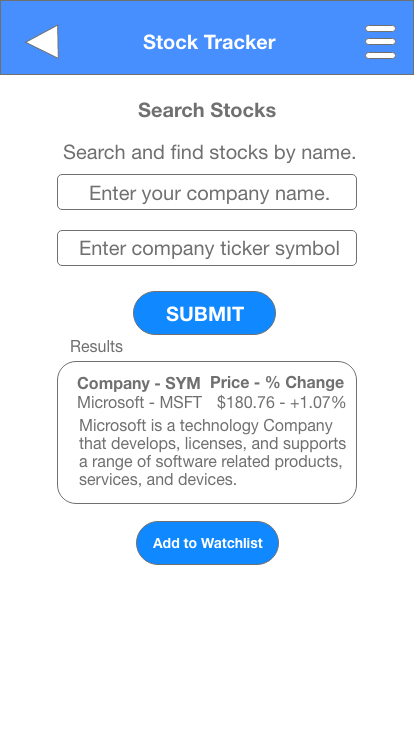 Stock Tracker
Search Stocks
Search and find stocks by name.
Enter your company name.
Enter company ticker symbol
SUBMIT
Results
Company - SYM Price - % Change
Microsoft - MSFT $180.76 - +1.07%
Microsoft is a technology Company
that develops, licenses, and supports
a range of software related products,
services, and devices.
Add to Watchlist